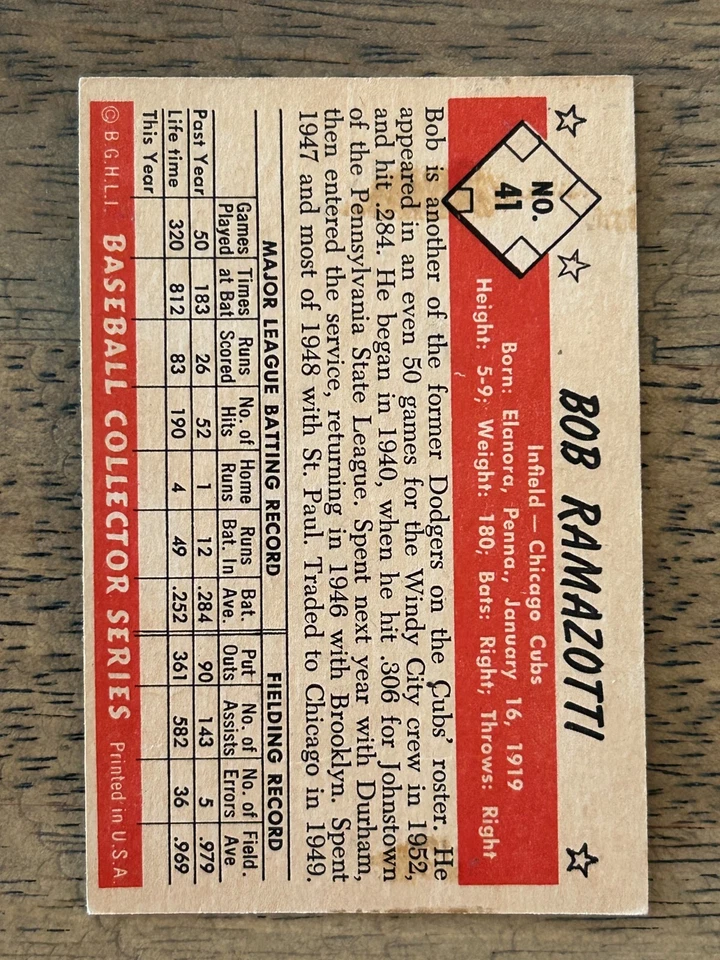 BOB RAMAZOTTI
NO.
41
Infield — Chicago Cubs
Born: Elanora, Penna., January 16, 1919
Height: 5-9; Weight: 180; Bats: Right; Throws: Right
Bob is another of the former Dodgers on the Cubs' roster. He
appeared in an even 50 games for the Windy City crew in 1952,
and hit .284. He began in 1940, when he hit .306 for Johnstown
of the Pennsylvania State League. Spent next year with Durham,
then entered the service, returning in 1946 with Brooklyn. Spent
1947 and most of 1948 with St. Paul. Traded to Chicago in 1949.
MAJOR LEAGUE BATTING RECORD FIELDING RECORD
Games Times Runs No. of Home Runs Bat. Put No. of No. of Field.
Played at Bat Scored Hits Runs Bat. In Ave. Outs Assists Errors Ave
Past Year 50 183 26 52 1 12 .284 90 143 5 .979
Life time 320 812 83 190 4 49 .252 361 582 36 .969
This Year
© B.G.H.L.I. BASEBALL COLLECTOR SERIES Printed in U.S.A.